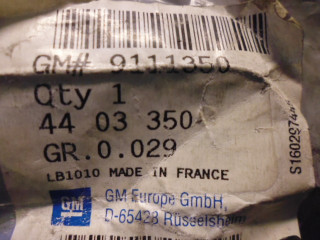 GM# 9111350
Qty 1
44 03 350
GR.0.029
LB1010 MADE IN FRANCE
GM
GM Europe GmbH,
D-65423 Rüsselsheim